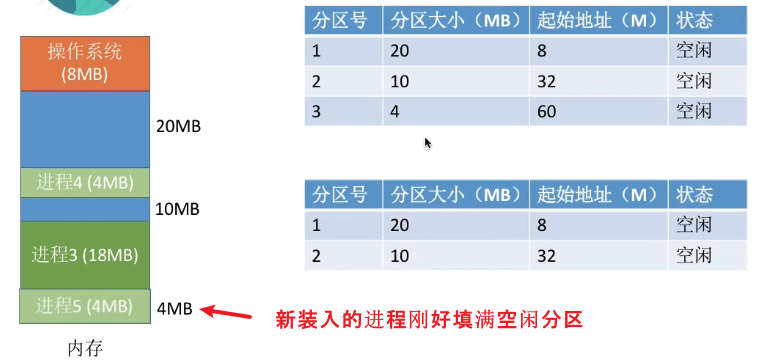 操作系统
(8MB)
20MB
进程4 (4MB)
10MB
进程3 (18MB)
进程5 (4MB)
4MB
内存
分区号 分区大小（MB） 起始地址（M） 状态
1 20 8 空闲
2 10 32 空闲
3 4 60 空闲
分区号 分区大小（MB） 起始地址（M） 状态
1 20 8 空闲
2 10 32 空闲
新装入的进程刚好填满空闲分区